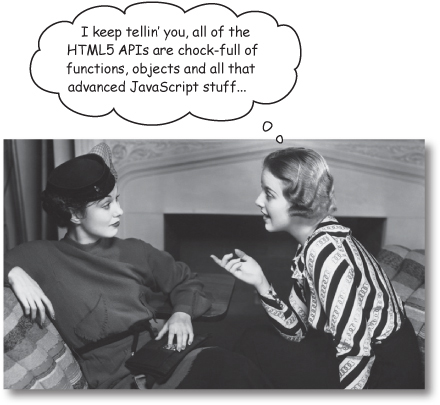 I keep tellin' you, all of the
HTML5 APIs are chock-full of
functions, objects and all that
advanced JavaScript stuff...